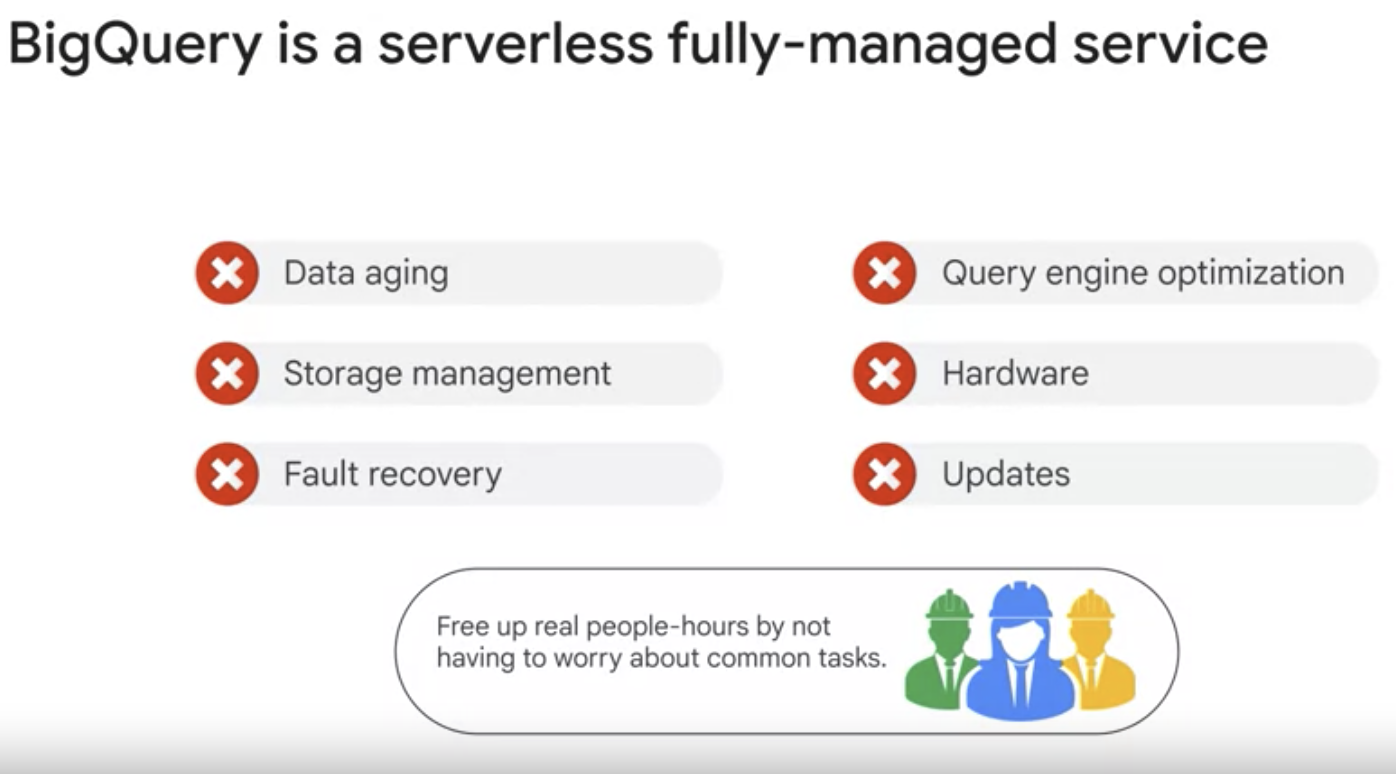 BigQuery is a serverless fully-managed service
Data aging
Storage management
Fault recovery
Query engine optimization
Hardware
Updates
Free up real people-hours by not
having to worry about common tasks.